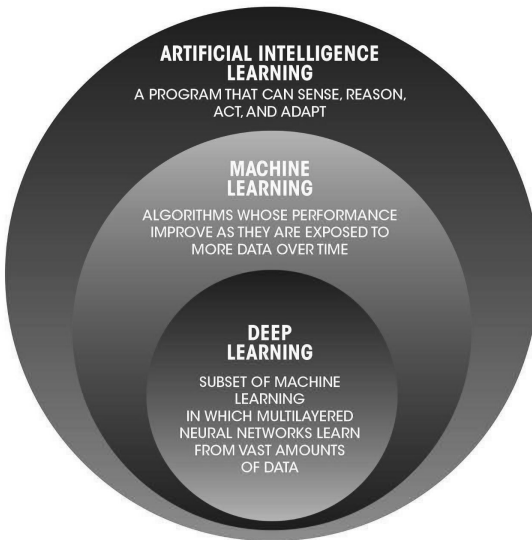 ARTIFICIAL INTELLIGENCE
LEARNING
A PROGRAM THAT CAN SENSE, REASON,
ACT, AND ADAPT
MACHINE
LEARNING
ALGORITHMS WHOSE PERFORMANCE
IMPROVE AS THEY ARE EXPOSED TO
MORE DATA OVER TIME
DEEP
LEARNING
SUBSET OF MACHINE
LEARNING
IN WHICH MULTILAYERED
NEURAL NETWORKS LEARN
FROM VAST AMOUNTS
OF DATA